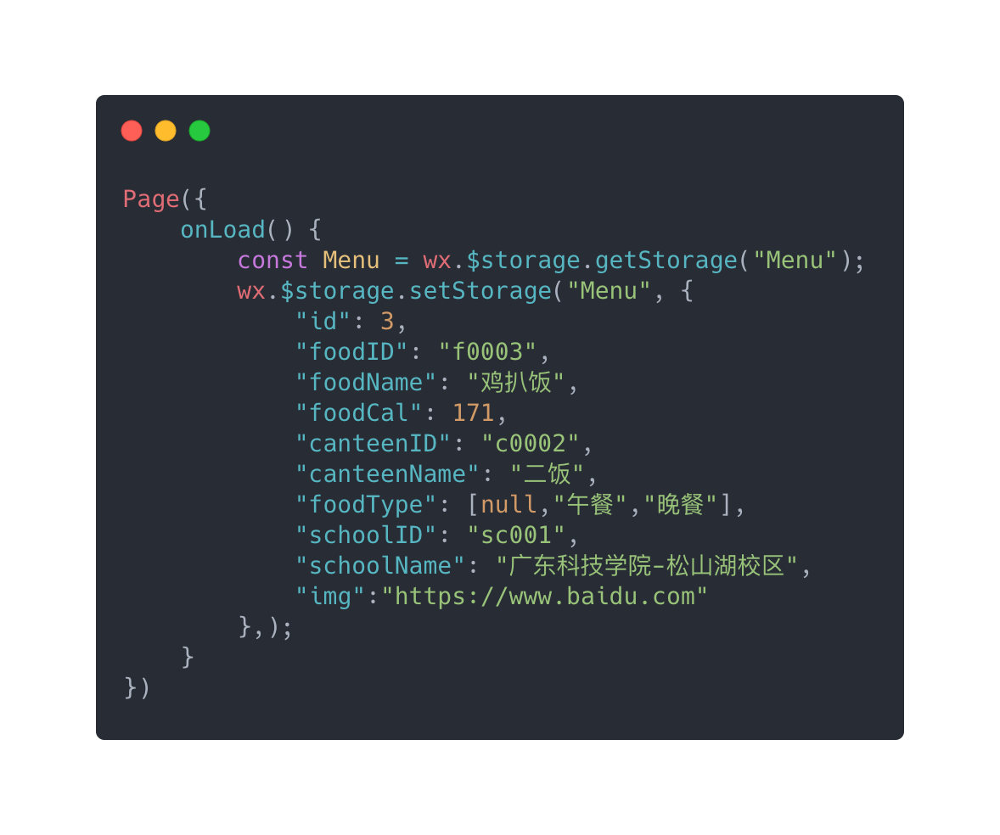 Page({
    onLoad() {
        const Menu = wx.$storage.getStorage("Menu");
        wx.$storage.setStorage("Menu", {
            "id": 3,
            "foodID": "f0003",
            "foodName": "鸡扒饭",
            "foodCal": 171,
            "canteenID": "c0002",
            "canteenName": "二饭",
            "foodType": [null,"午餐","晚餐"],
            "schoolID": "sc001",
            "schoolName": "广东科技学院-松山湖校区",
            "img":"https://www.baidu.com"
        },);
    }
})